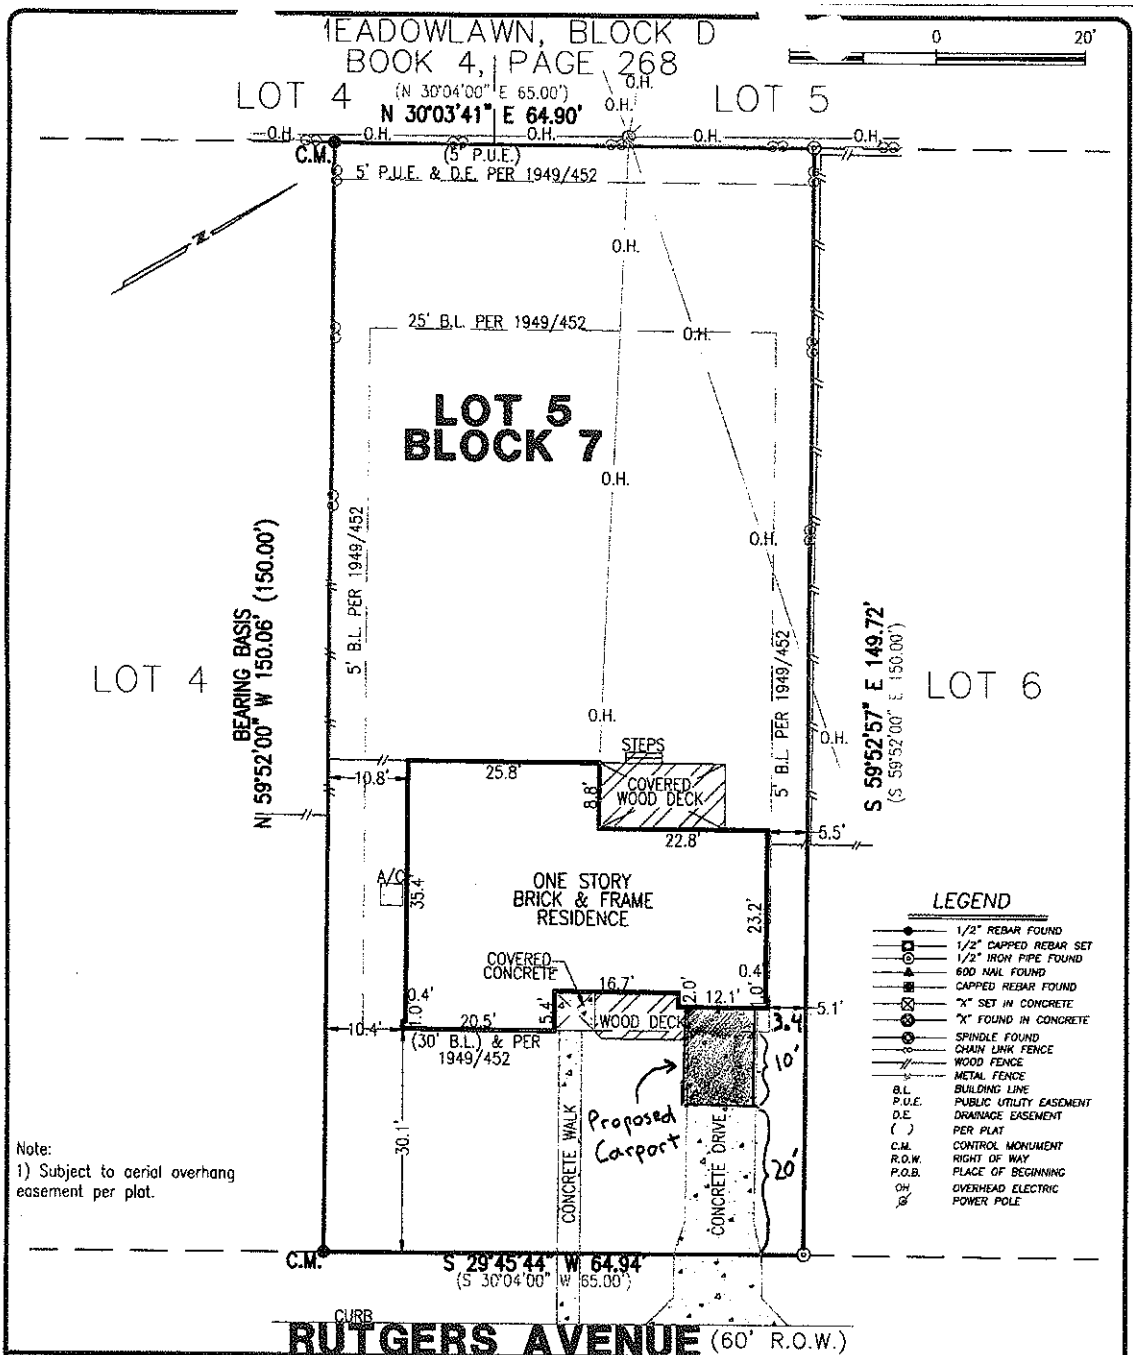 MEADOWLAWN, BLOCK D
BOOK 4, PAGE 268
0 20'
LOT 4
LOT 5
(N 30°04'00" E 65.00')
N 30°03'41" E 64.90'
O.H.
O.H.
O.H.
O.H.
O.H.
O.H.
O.H.
C.M.
(5' P.U.E.)
5' P.U.E. & D.E. PER 1949/452
N
O.H.
25' B.L. PER 1949/452
O.H.
LOT 5
BLOCK 7
O.H.
O.H.
5' B.L. PER 1949/452
BEARING BASIS
N 59°52'00" W 150.06' (150.00')
S 59°52'57" E 149.72'
(S 59°52'00" E 150.00')
5' B.L. PER 1949/452
LOT 4
LOT 6
O.H.
O.H.
STEPS
10.8'
25.8'
8.8'
COVERED
WOOD DECK
22.8'
5.5'
A/C
35.4'
ONE STORY
BRICK & FRAME
RESIDENCE
23.2'
COVERED
CONCRETE
16.7'
2.0'
12.1'
0.4'
1.0'
5.1'
0.4'
1.0'
10.4'
20.5'
5.4'
WOOD DECK
3.4
(30' B.L.) & PER
1949/452
10'
Proposed
Carport
30.1'
CONCRETE WALK
CONCRETE DRIVE
20'
Note:
1) Subject to aerial overhang
easement per plat.
LEGEND
1/2" REBAR FOUND
1/2" CAPPED REBAR SET
1/2" IRON PIPE FOUND
60D NAIL FOUND
CAPPED REBAR FOUND
"X" SET IN CONCRETE
"X" FOUND IN CONCRETE
SPINDLE FOUND
CHAIN LINK FENCE
WOOD FENCE
METAL FENCE
B.L. BUILDING LINE
P.U.E. PUBLIC UTILITY EASEMENT
D.E. DRAINAGE EASEMENT
( ) PER PLAT
C.M. CONTROL MONUMENT
R.O.W. RIGHT OF WAY
P.O.B. PLACE OF BEGINNING
OH OVERHEAD ELECTRIC
POWER POLE
C.M.
S 29°45'44" W 64.94'
(S 30°04'00" W 65.00')
CURB
RUTGERS AVENUE (60' R.O.W.)